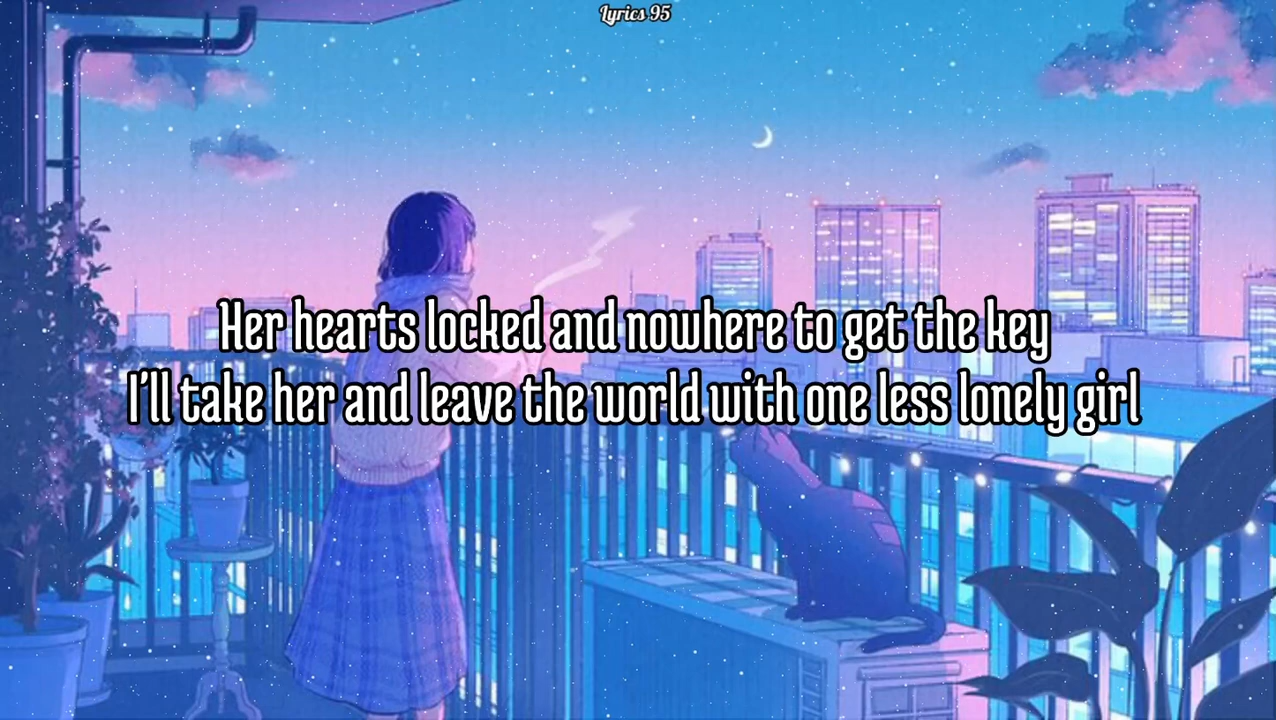 Lyrics 95
Her hearts locked and nowhere to get the key
I'll take her and leave the world with one less lonely girl